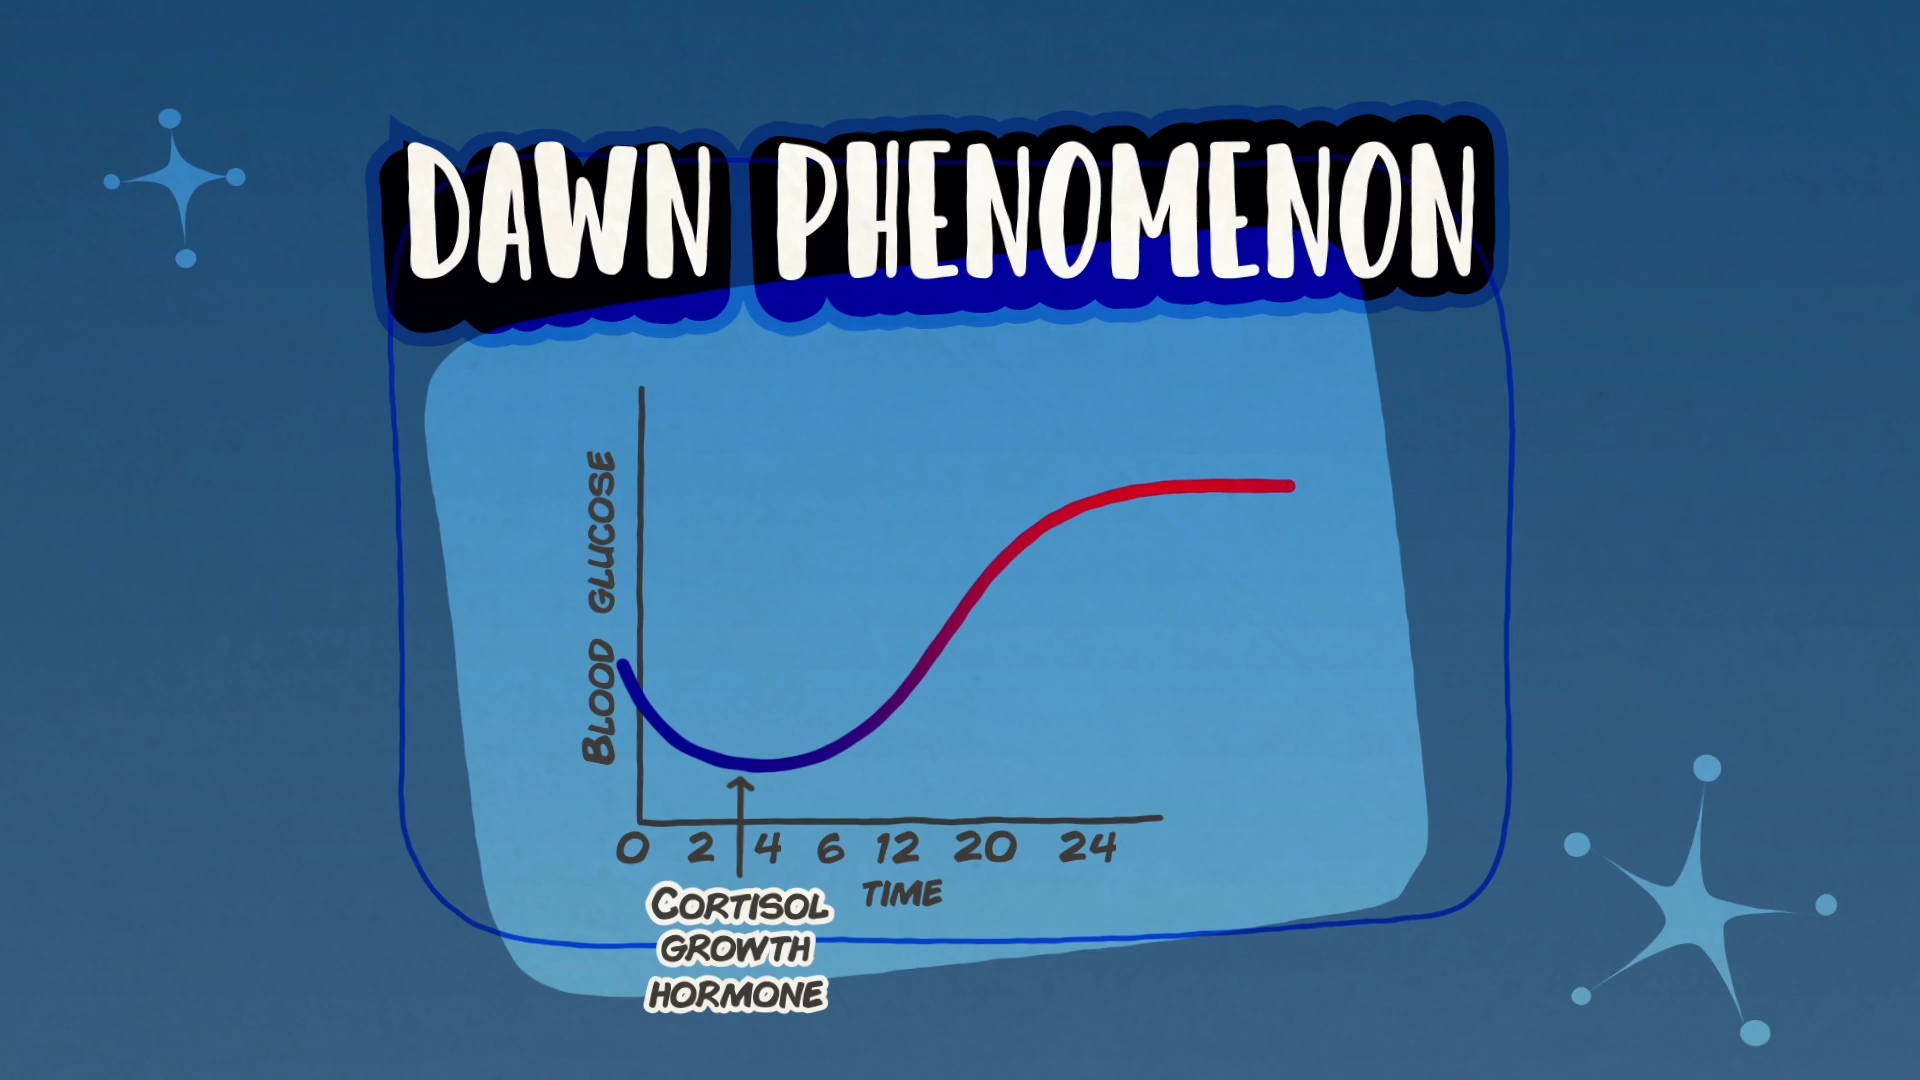 DAWN PHENOMENON
BLOOD GLUCOSE
0 2 4 6 12 20 24
TIME
CORTISOL
GROWTH
HORMONE